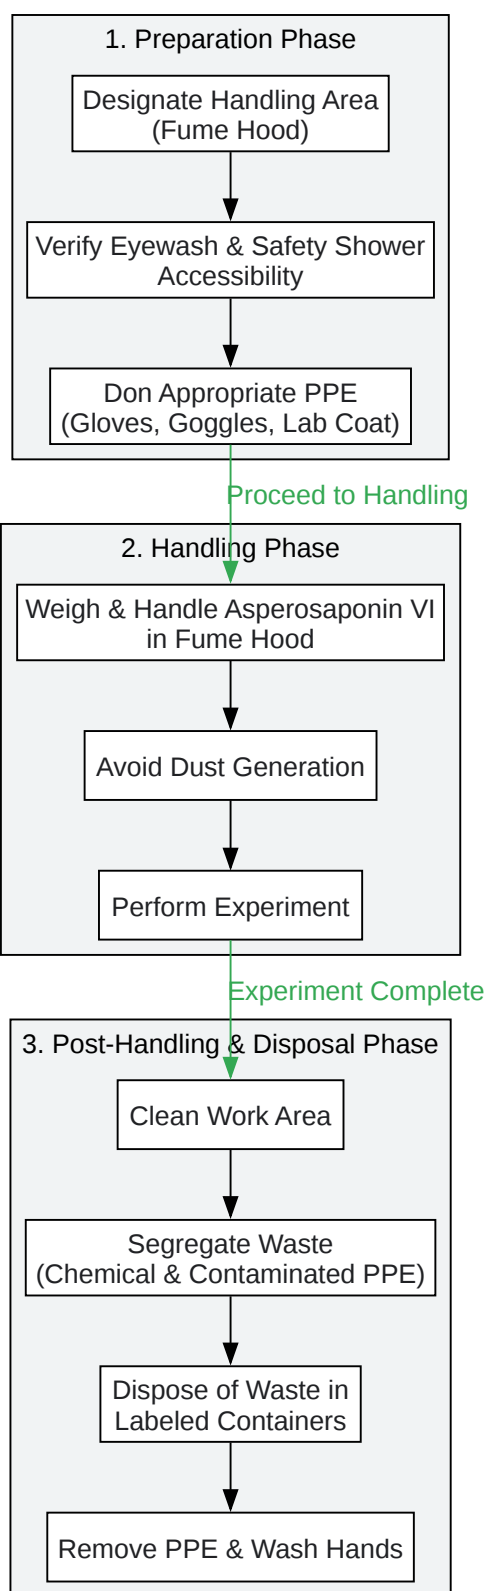 1. Preparation Phase
Designate Handling Area
(Fume Hood)
Verify Eyewash & Safety Shower
Accessibility
Don Appropriate PPE
(Gloves, Goggles, Lab Coat)
Proceed to Handling
2. Handling Phase
Weigh & Handle Asperosaponin VI
in Fume Hood
Avoid Dust Generation
Perform Experiment
Experiment Complete
3. Post-Handling & Disposal Phase
Clean Work Area
Segregate Waste
(Chemical & Contaminated PPE)
Dispose of Waste in
Labeled Containers
Remove PPE & Wash Hands